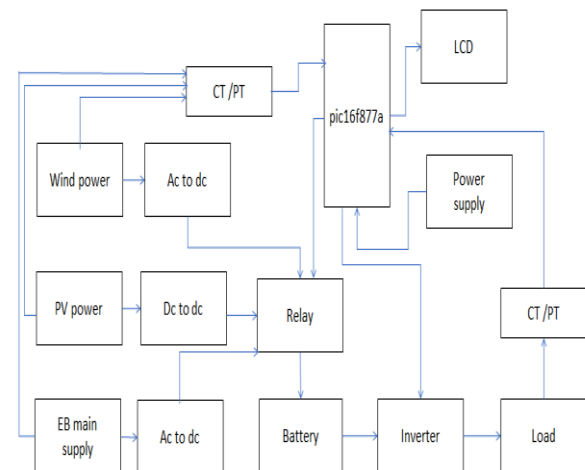 LCD
CT /PT
pic16f877a
Wind power
Ac to dc
Power
supply
PV power
Dc to dc
Relay
CT /PT
EB main
supply
Ac to dc
Battery
Inverter
Load